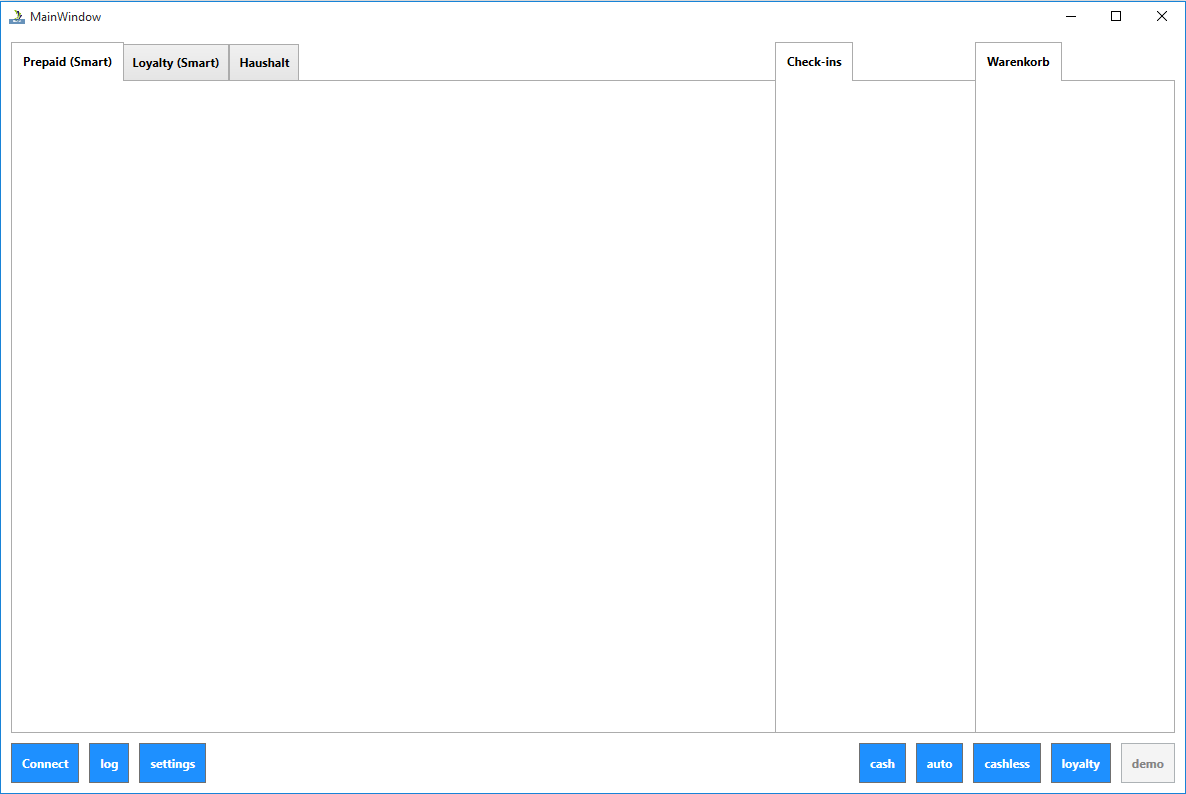 MainWindow
Prepaid (Smart) Loyalty (Smart) Haushalt Check-ins Warenkorb
Connect log settings cash auto cashless loyalty demo